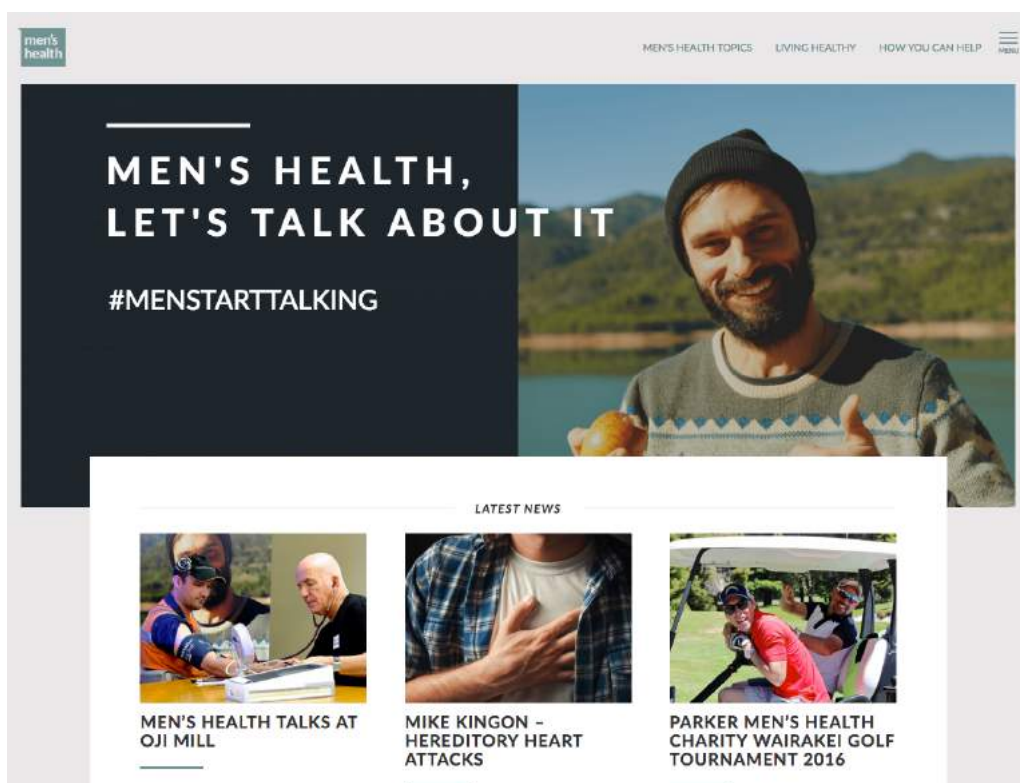 men's
health
MEN'S HEALTH TOPICS LIVING HEALTHY HOW YOU CAN HELP
MENU
MEN'S HEALTH,
LET'S TALK ABOUT IT
#MENSTARTTALKING
LATEST NEWS
MEN'S HEALTH TALKS AT
OJI MILL
MIKE KINGON –
HEREDITORY HEART
ATTACKS
PARKER MEN'S HEALTH
CHARITY WAIRAKEI GOLF
TOURNAMENT 2016